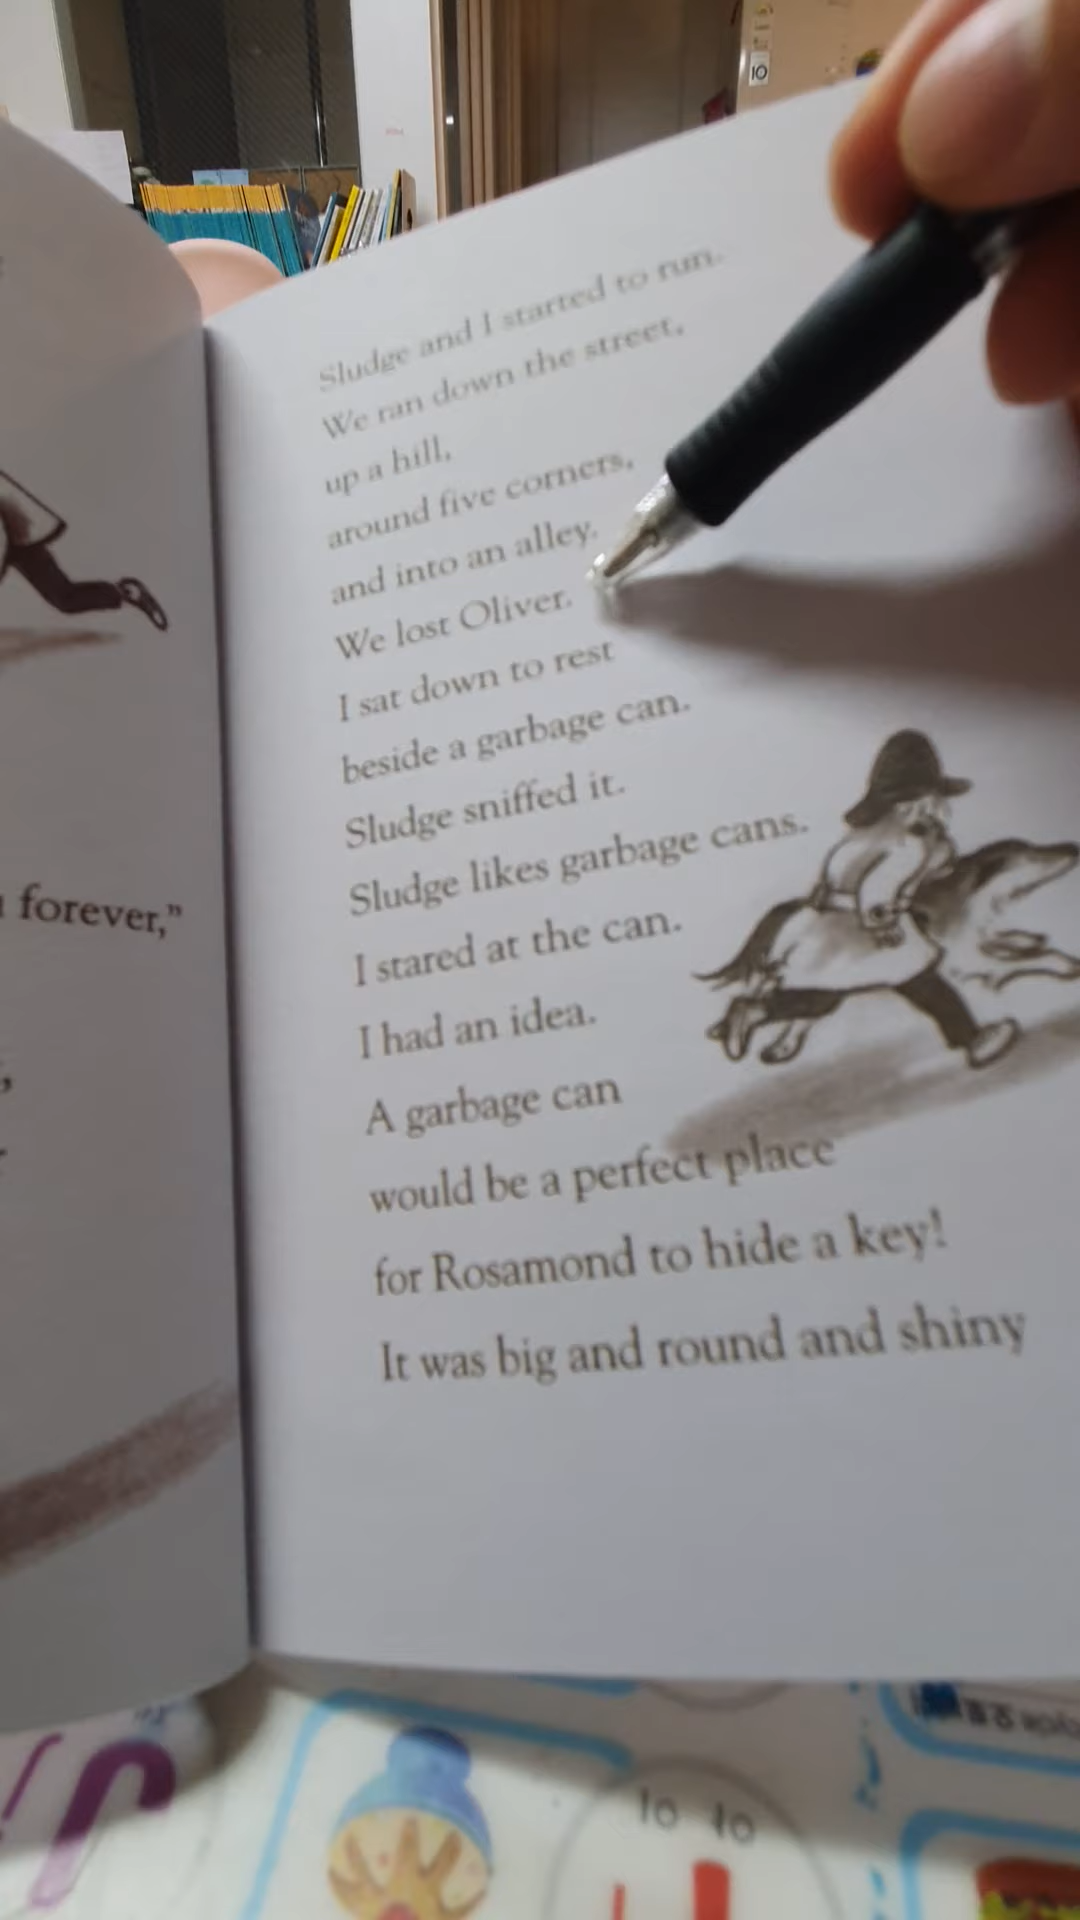 forever,”
Sludge and I started to run.
We ran down the street,
up a hill,
around five corners,
and into an alley.
We lost Oliver.
I sat down to rest
beside a garbage can.
Sludge sniffed it.
Sludge likes garbage cans.
I stared at the can.
I had an idea.
A garbage can
would be a perfect place
for Rosamond to hide a key!
It was big and round and shiny
10
10 10